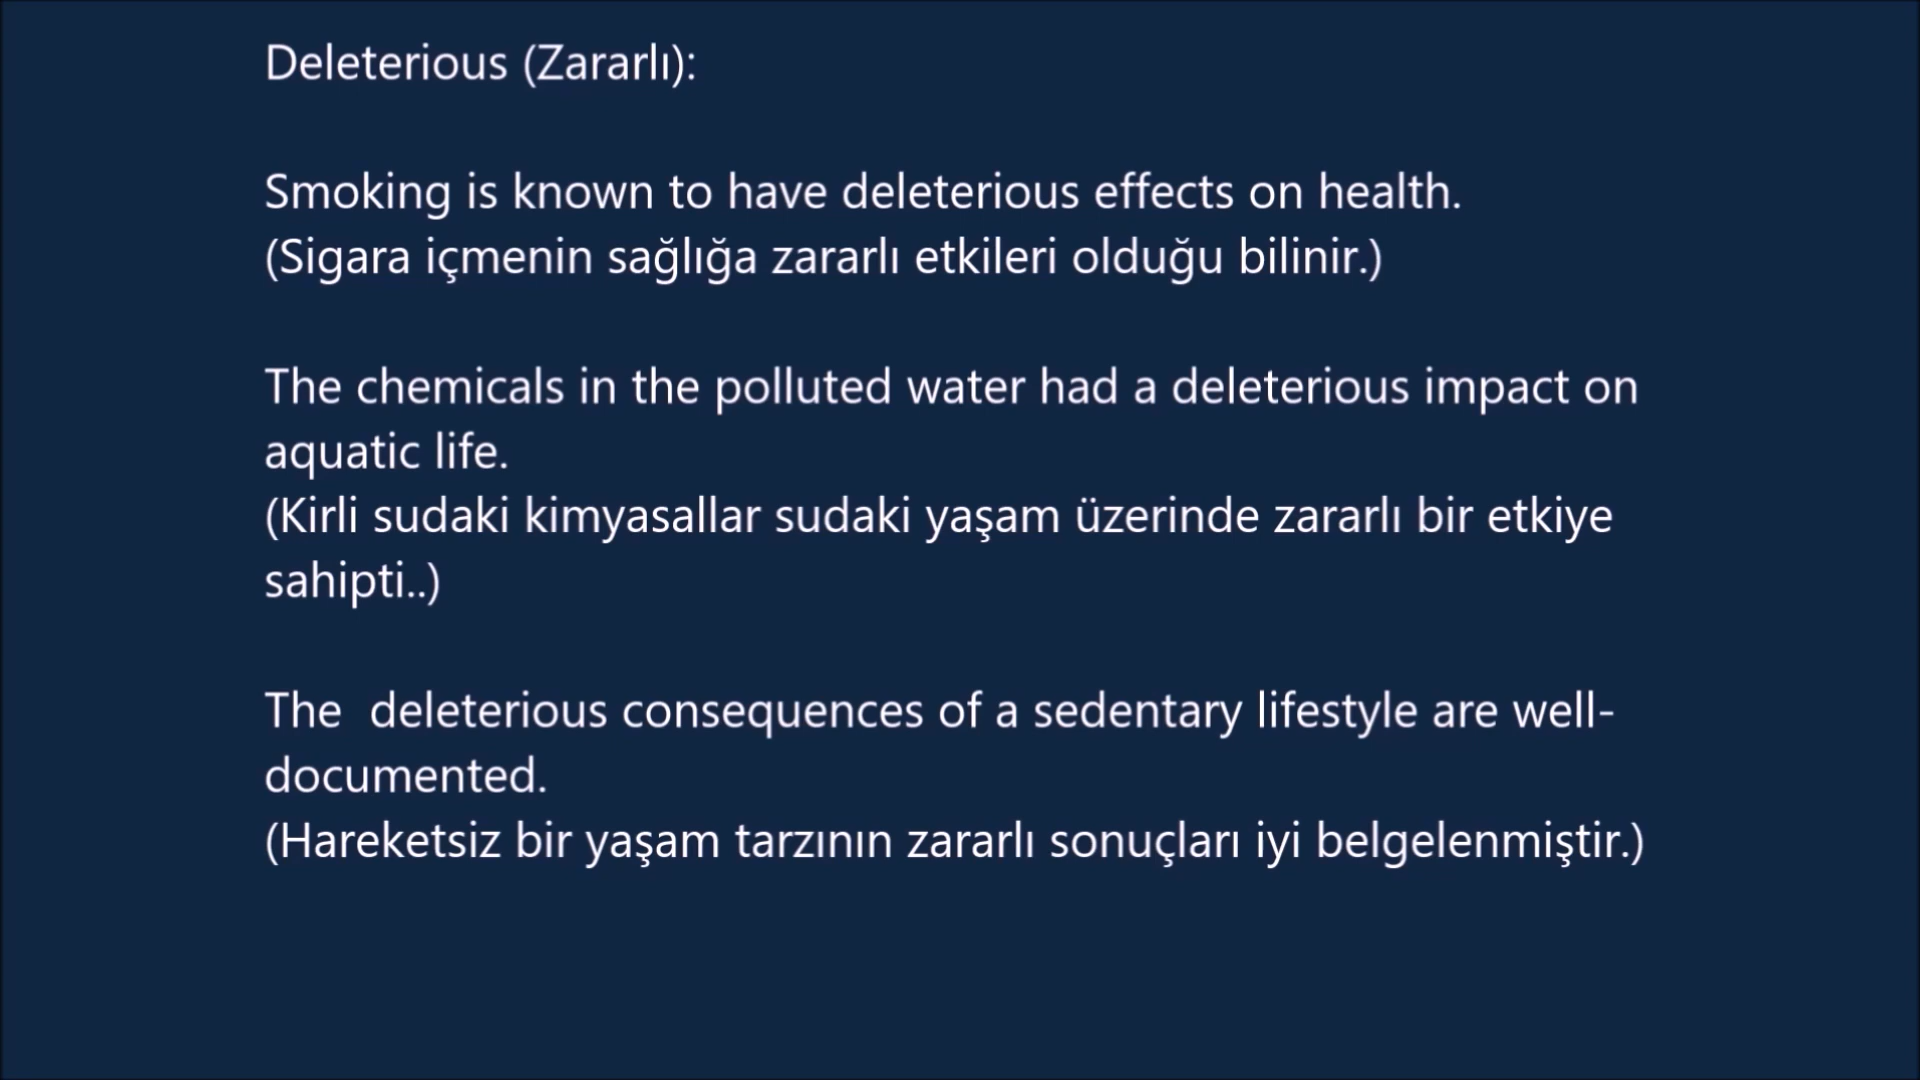 Deleterious (Zararlı):
Smoking is known to have deleterious effects on health.
(Sigara içmenin sağlığa zararlı etkileri olduğu bilinir.)
The chemicals in the polluted water had a deleterious impact on
aquatic life.
(Kirli sudaki kimyasallar sudaki yaşam üzerinde zararlı bir etkiye
sahipti..)
The  deleterious consequences of a sedentary lifestyle are well-
documented.
(Hareketsiz bir yaşam tarzının zararlı sonuçları iyi belgelenmiştir.)